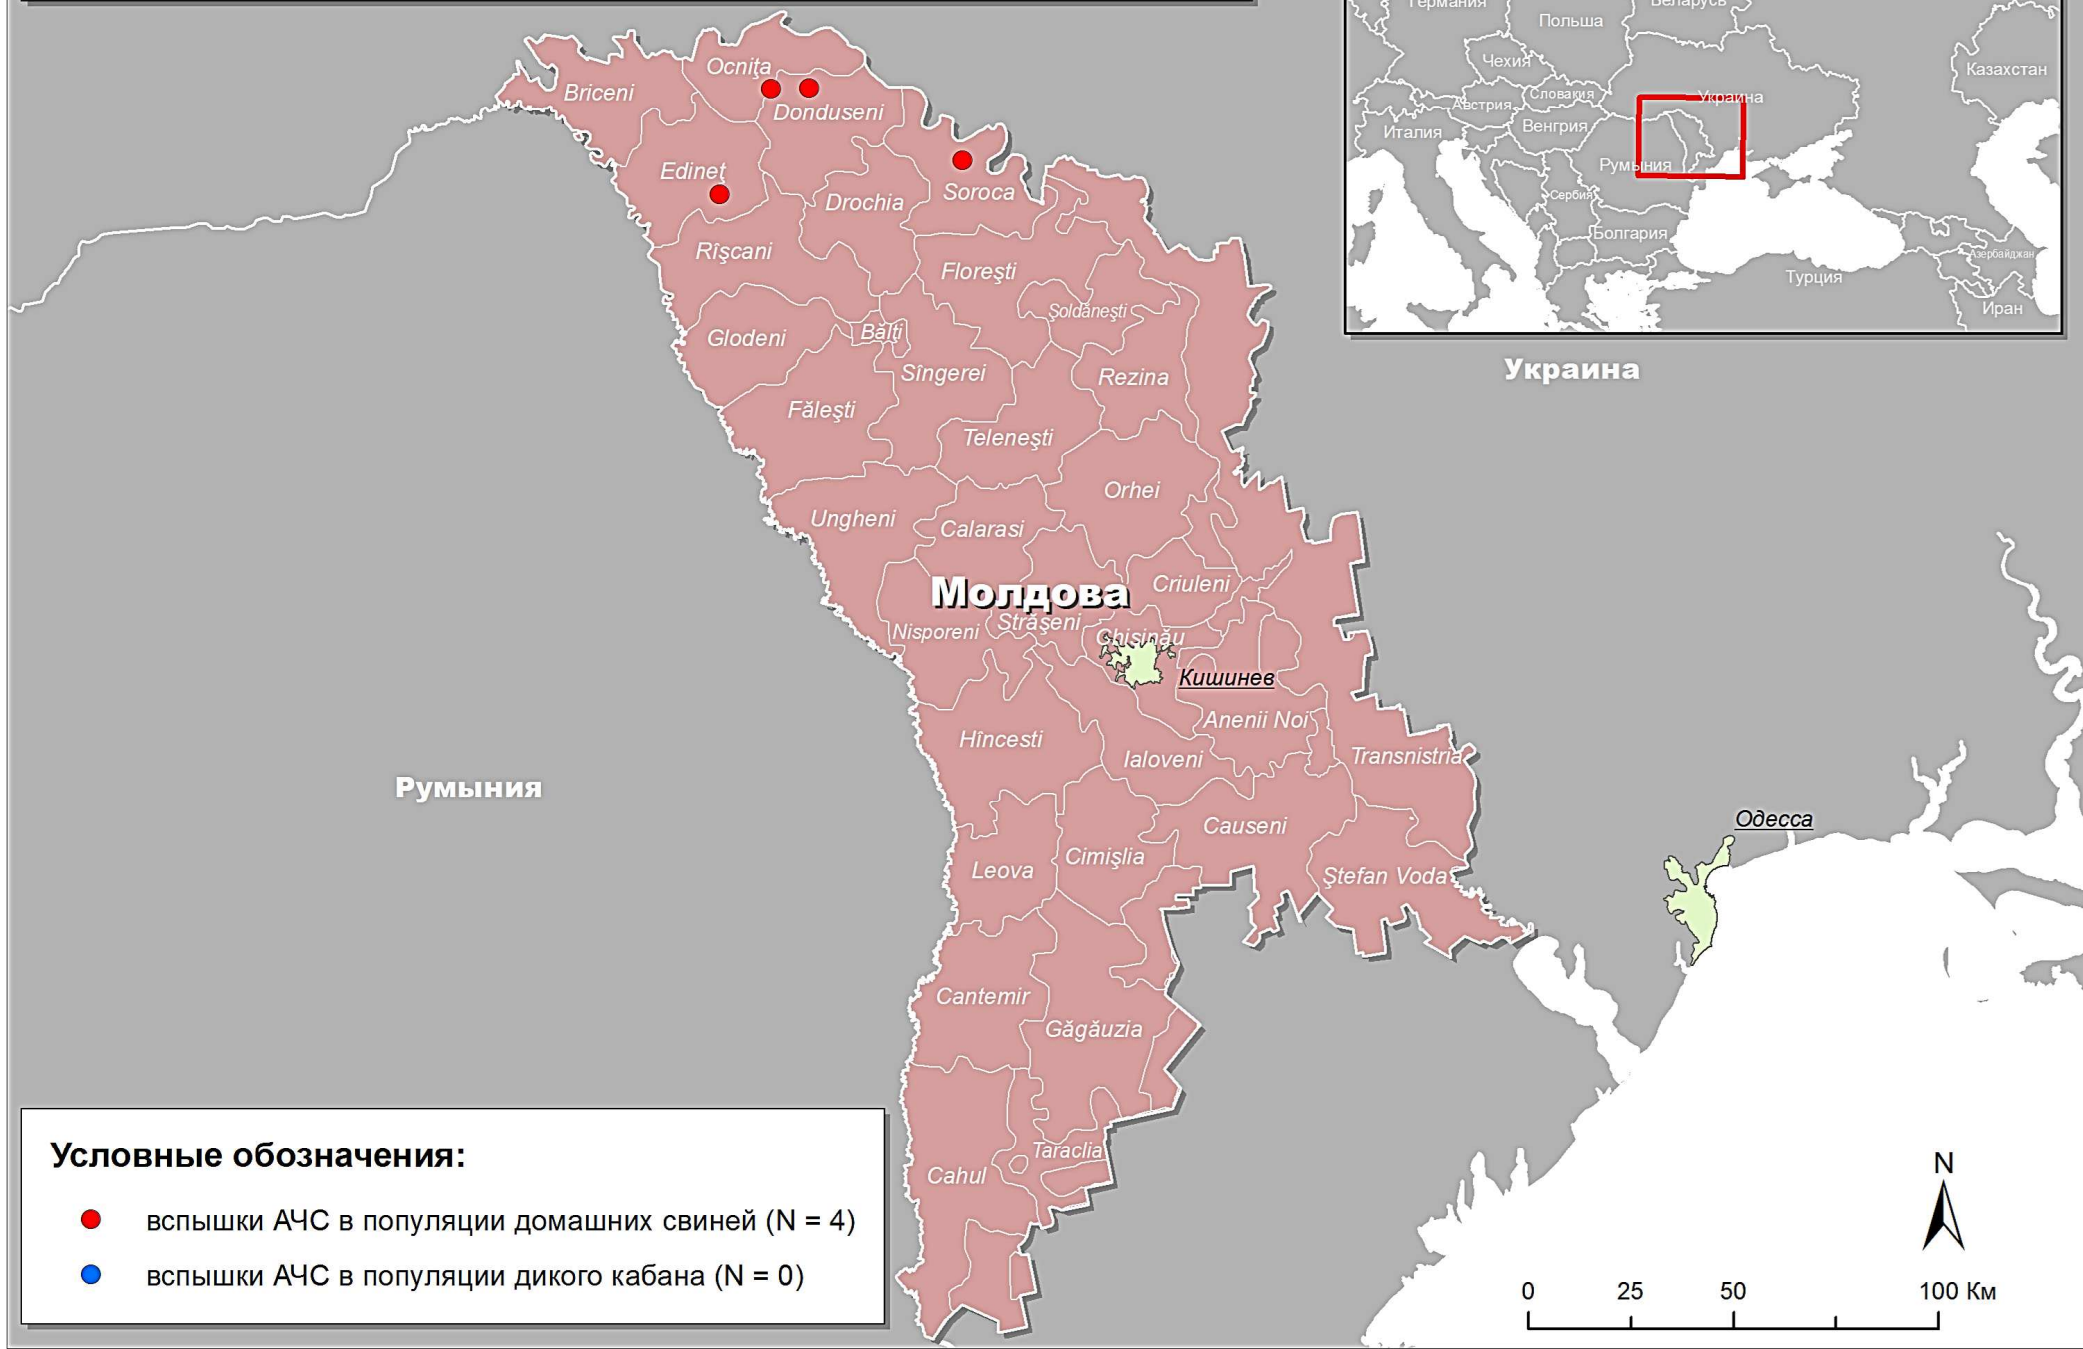 Германия
Польша
Беларусь
Чехия
Словакия
Австрия
Украина
Казахстан
Италия
Венгрия
Румыния
Сербия
Болгария
Азербайджан
Турция
Иран
Ocniţa
Briceni
Donduseni
Edineţ
Soroca
Drochia
Rîşcani
Floreşti
Şoldăneşti
Glodeni
Bălţi
Sîngerei
Rezina
Făleşti
Teleneşti
Украина
Orhei
Ungheni
Calarasi
Молдова
Criuleni
Nisporeni
Străşeni
Chişinău
Кишинев
Anenii Noi
Hîncesti
Ialoveni
Transnistria
Румыния
Одесса
Causeni
Cimişlia
Leova
Ştefan Voda
Cantemir
Găgăuzia
Taraclia
Cahul
Условные обозначения:
вспышки АЧС в популяции домашних свиней (N = 4)
вспышки АЧС в популяции дикого кабана (N = 0)
N
0 25 50 100 Км